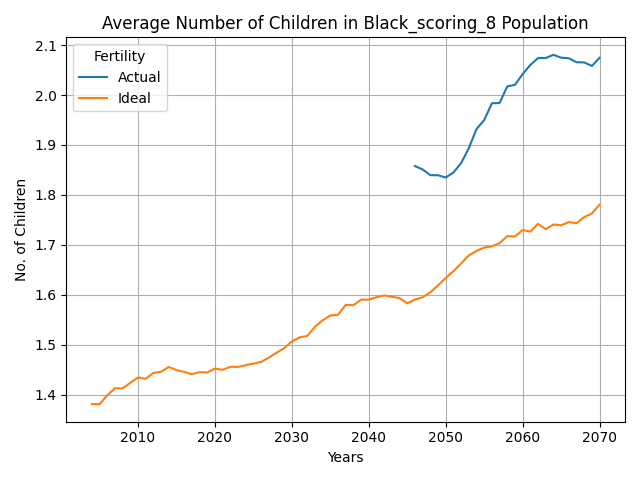 Average Number of Children in Black_scoring_8 Population
Fertility
Actual
Ideal
No. of Children
2.1
2.0
1.9
1.8
1.7
1.6
1.5
1.4
2010 2020 2030 2040 2050 2060 2070
Years